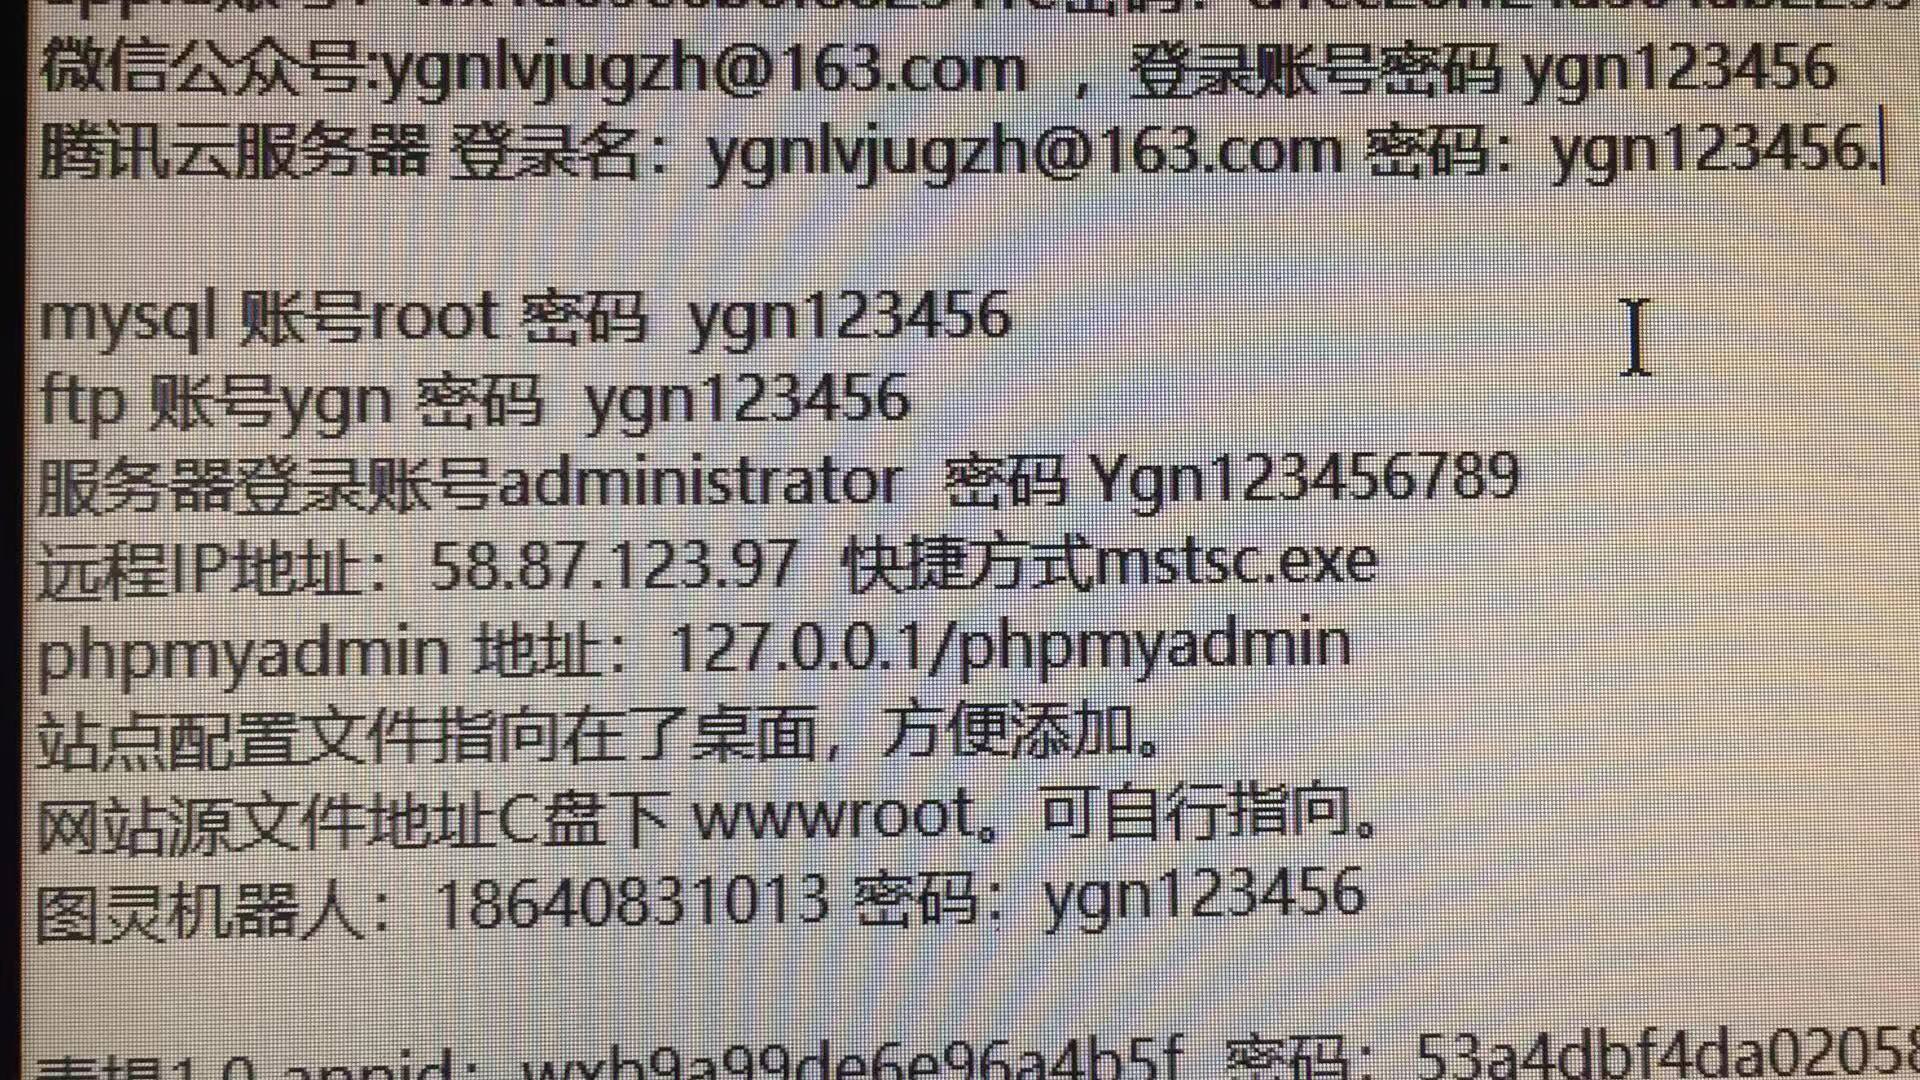 微信公众号:ygnlvjugzh@163.com ，登录账号密码 ygn123456
腾讯云服务器 登录名：ygnlvjugzh@163.com 密码：ygn123456.
mysql 账号root 密码 ygn123456
ftp 账号ygn 密码 ygn123456
服务器登录账号administrator 密码 Ygn123456789
远程IP地址：58.87.123.97 快捷方式mstsc.exe
phpmyadmin 地址：127.0.0.1/phpmyadmin
站点配置文件指向在了桌面，方便添加。
网站源文件地址C盘下 wwwroot。可自行指向。
图灵机器人：18640831013 密码：ygn123456
1.0 appid：wxb9a99de6e96a4b5f 密码：53a4dbf4da02058